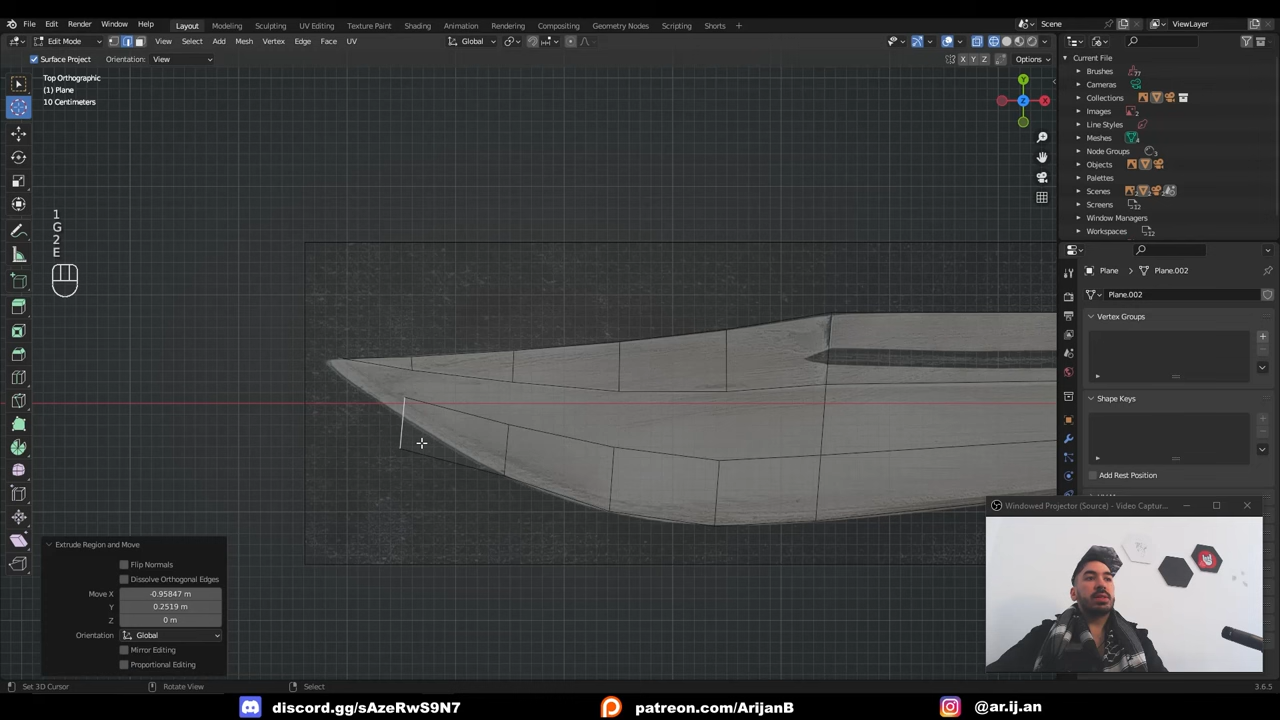 File Edit Render Window Help Layout Modeling Sculpting UV Editing Texture Paint Shading Animation Rendering Compositing Geometry Nodes Scripting Shorts + Scene ViewLayer
Edit Mode View Select Add Mesh Vertex Edge Face UV Global
Surface Project Orientation: View X Y Z Options
Top Orthographic
(1) Plane
10 Centimeters
Y
Z
X
1
G
2
E
Current File
Brushes
Cameras
Collections
Images
Line Styles
Meshes
Node Groups
Objects
Palettes
Scenes
Screens
Window Managers
Workspaces
Plane Plane.002
Plane.002
Vertex Groups
Shape Keys
Add Rest Position
Windowed Projector (Source) - Video Captur...
Extrude Region and Move
Flip Normals
Dissolve Orthogonal Edges
Move X -0.95847 m
Y 0.2519 m
Z 0 m
Orientation Global
Mirror Editing
Proportional Editing
Set 3D Cursor Rotate View Select 3.6.5
discord.gg/sAzeRwS9N7 patreon.com/ArijanB @ar.ij.an